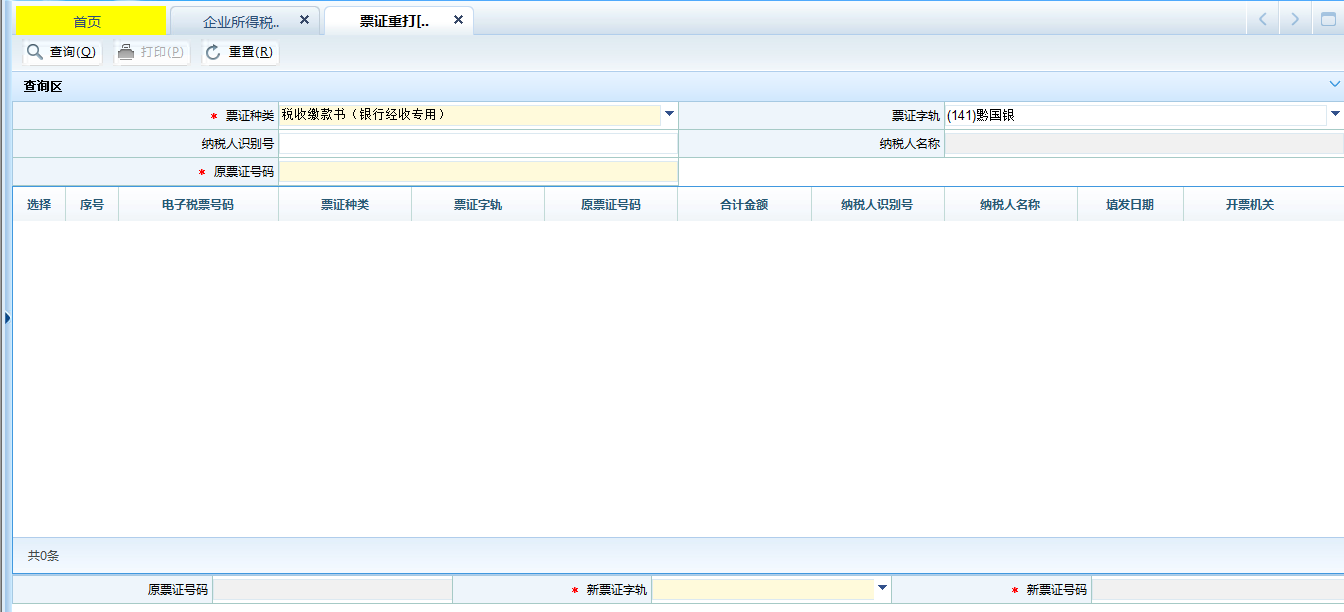 首页 企业所得税.. 票证重打[..
查询(Q) 打印(P) 重置(R)
查询区
* 票证种类 税收缴款书（银行经收专用） 票证字轨 (141)黔国银
纳税人识别号 纳税人名称
* 原票证号码
选择 序号 电子税票号码 票证种类 票证字轨 原票证号码 合计金额 纳税人识别号 纳税人名称 填发日期 开票机关
共0条
原票证号码 * 新票证字轨 * 新票证号码